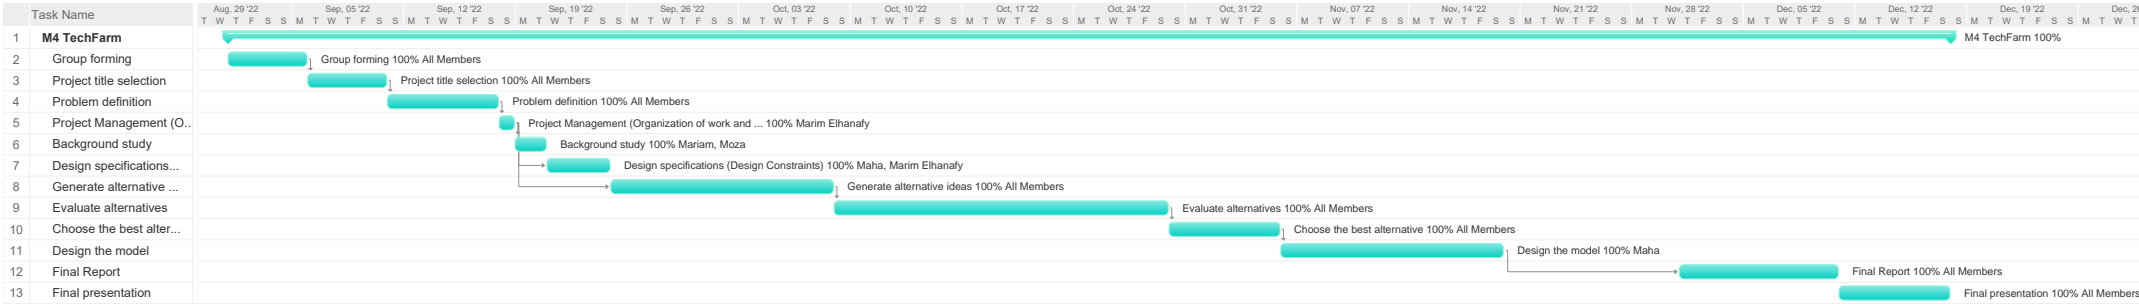 Task Name Aug, 29 '22 Sep, 05 '22 Sep, 12 '22 Sep, 19 '22 Sep, 26 '22 Oct, 03 '22 Oct, 10 '22 Oct, 17 '22 Oct, 24 '22 Oct, 31 '22 Nov, 07 '22 Nov, 14 '22 Nov, 21 '22 Nov, 28 '22 Dec, 05 '22 Dec, 12 '22 Dec, 19 '22 Dec, 2
T W T F S S M T W T F S S M T W T F S S M T W T F S S M T W T F S S M T W T F S S M T W T F S S M T W T F S S M T W T F S S M T W T F S S M T W T F S S M T W T F S S M T W T F S S M T W T F S S M T W T F S S M T W T F S S M T W T F S S M T W T
1 M4 TechFarm M4 TechFarm 100%
2 Group forming Group forming 100% All Members
3 Project title selection Project title selection 100% All Members
4 Problem definition Problem definition 100% All Members
5 Project Management (O... Project Management (Organization of work and ... 100% Marim Elhanafy
6 Background study Background study 100% Mariam, Moza
7 Design specifications... Design specifications (Design Constraints) 100% Maha, Marim Elhanafy
8 Generate alternative ... Generate alternative ideas 100% All Members
9 Evaluate alternatives Evaluate alternatives 100% All Members
10 Choose the best alter... Choose the best alternative 100% All Members
11 Design the model Design the model 100% Maha
12 Final Report Final Report 100% All Members
13 Final presentation Final presentation 100% All Members